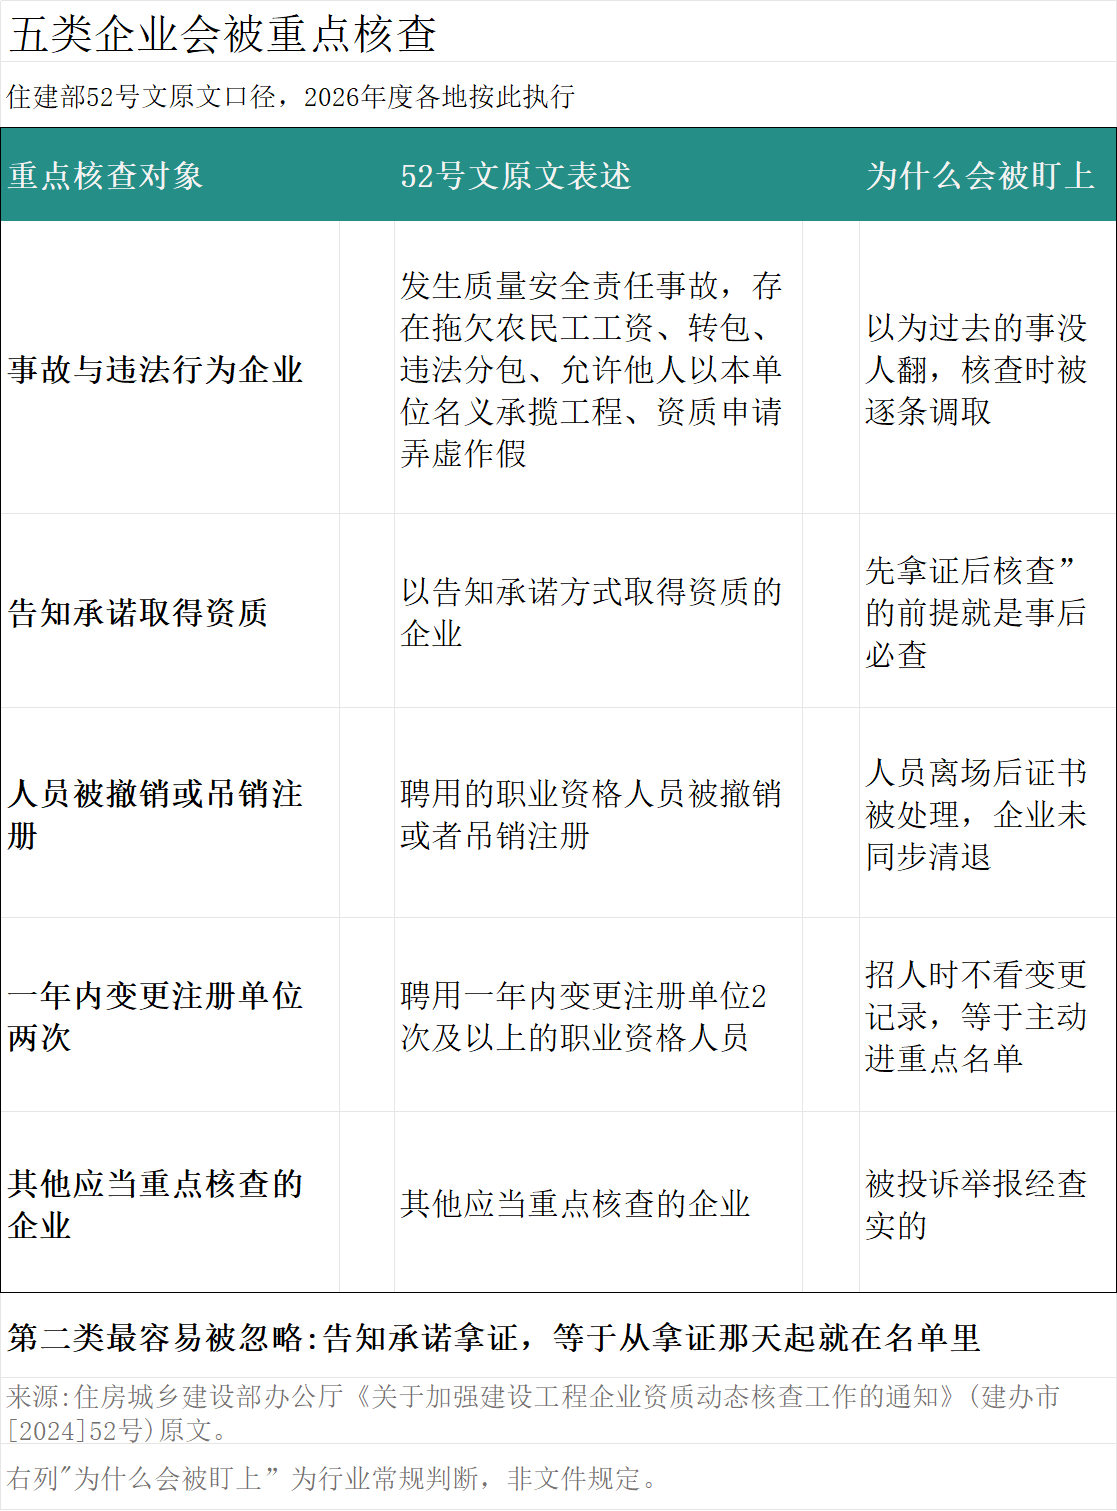 五类企业会被重点核查
住建部52号文原文口径，2026年度各地按此执行
重点核查对象
52号文原文表述
为什么会被盯上
事故与违法行为企业
发生质量安全责任事故，存
在拖欠农民工工资、转包、
违法分包、允许他人以本单
位名义承揽工程、资质申请
弄虚作假
以为过去的事没
人翻，核查时被
逐条调取
告知承诺取得资质
以告知承诺方式取得资质的
企业
先拿证后核查”
的前提就是事后
必查
人员被撤销或吊销注
册
聘用的职业资格人员被撤销
或者吊销注册
人员离场后证书
被处理，企业未
同步清退
一年内变更注册单位
两次
聘用一年内变更注册单位2
次及以上的职业资格人员
招人时不看变更
记录，等于主动
进重点名单
其他应当重点核查的
企业
其他应当重点核查的企业
被投诉举报经查
实的
第二类最容易被忽略:告知承诺拿证，等于从拿证那天起就在名单里
来源:住房城乡建设部办公厅《关于加强建设工程企业资质动态核查工作的通知》(建办市
[2024]52号)原文。
右列"为什么会被盯上”为行业常规判断，非文件规定。